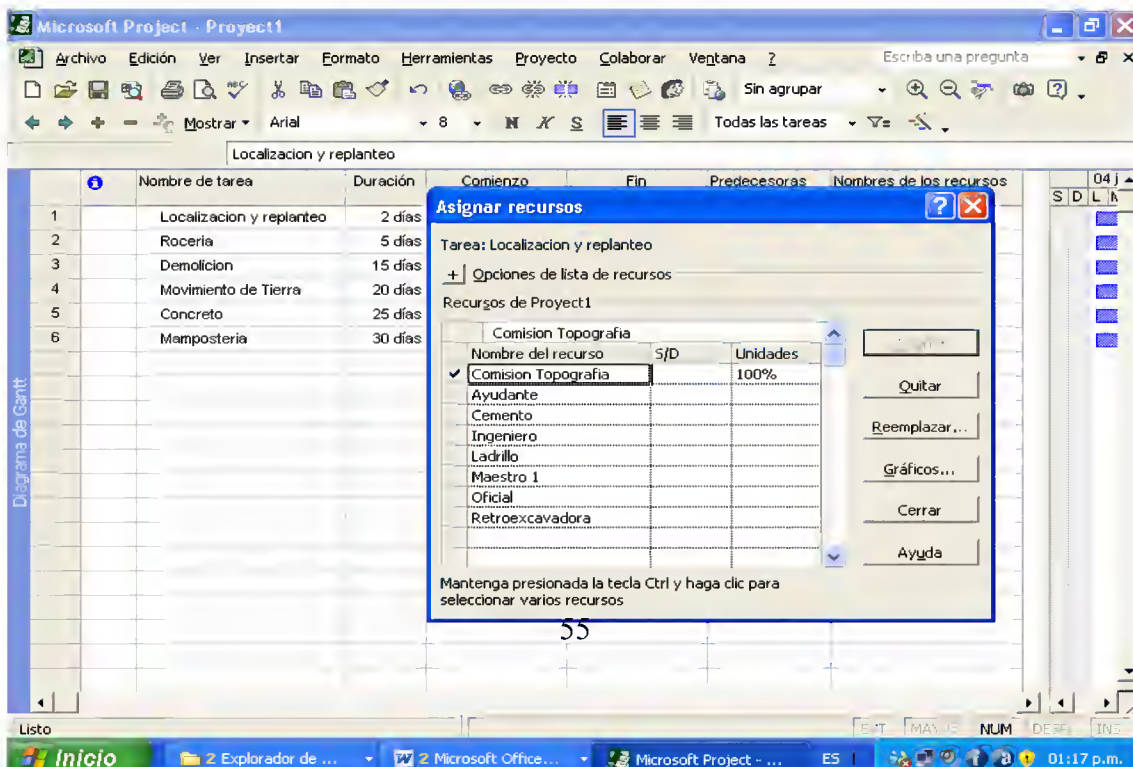 Microsoft Project - Proyect1
Archivo Edición Ver Insertar Formato Herramientas Proyecto Colaborar Ventana ? Escriba una pregunta
Sin agrupar
Mostrar Arial 8 N K S Todas las tareas
Localizacion y replanteo
Nombre de tarea Duración Comienzo Fin Predecesoras Nombres de los recursos 04 j
S D L
1 Localizacion y replanteo 2 días
2 Roceria 5 días
3 Demolicion 15 días
4 Movimiento de Tierra 20 días
5 Concreto 25 días
6 Mamposteria 30 días
Diagrama de Gantt
Asignar recursos
Tarea: Localizacion y replanteo
+ Opciones de lista de recursos
Recursos de Proyect1
Comision Topografia
Nombre del recurso S/D Unidades
Comision Topografia 100%
Ayudante
Cemento
Ingeniero
Ladrillo
Maestro 1
Oficial
Retroexcavadora
Quitar
Reemplazar...
Gráficos...
Cerrar
Ayuda
Mantenga presionada la tecla Ctrl y haga clic para
seleccionar varios recursos
55
Listo NUM
Inicio 2 Explorador de ... 2 Microsoft Office... Microsoft Project - ... ES 01:17 p.m.